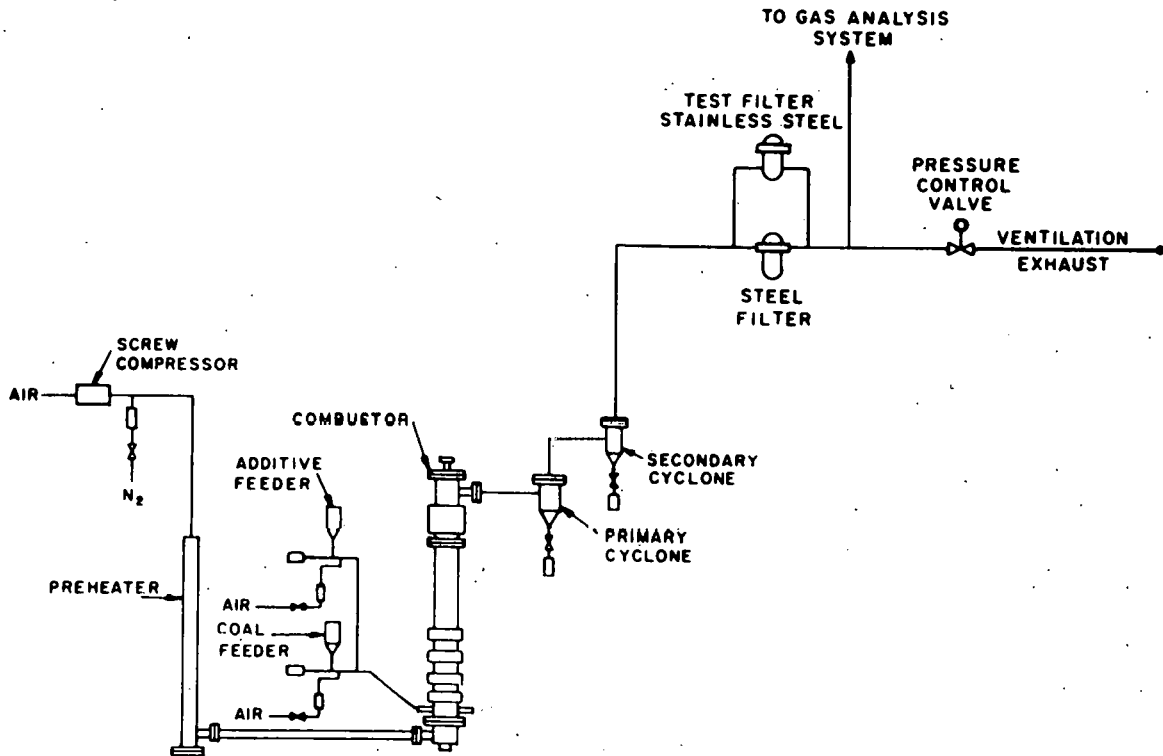 TO GAS ANALYSIS
SYSTEM
TEST FILTER
STAINLESS STEEL
PRESSURE
CONTROL
VALVE
VENTILATION
EXHAUST
STEEL
FILTER
SCREW
COMPRESSOR
AIR
N2
COMBUSTOR
ADDITIVE
FEEDER
SECONDARY
CYCLONE
PRIMARY
CYCLONE
PREHEATER
AIR
COAL
FEEDER
AIR